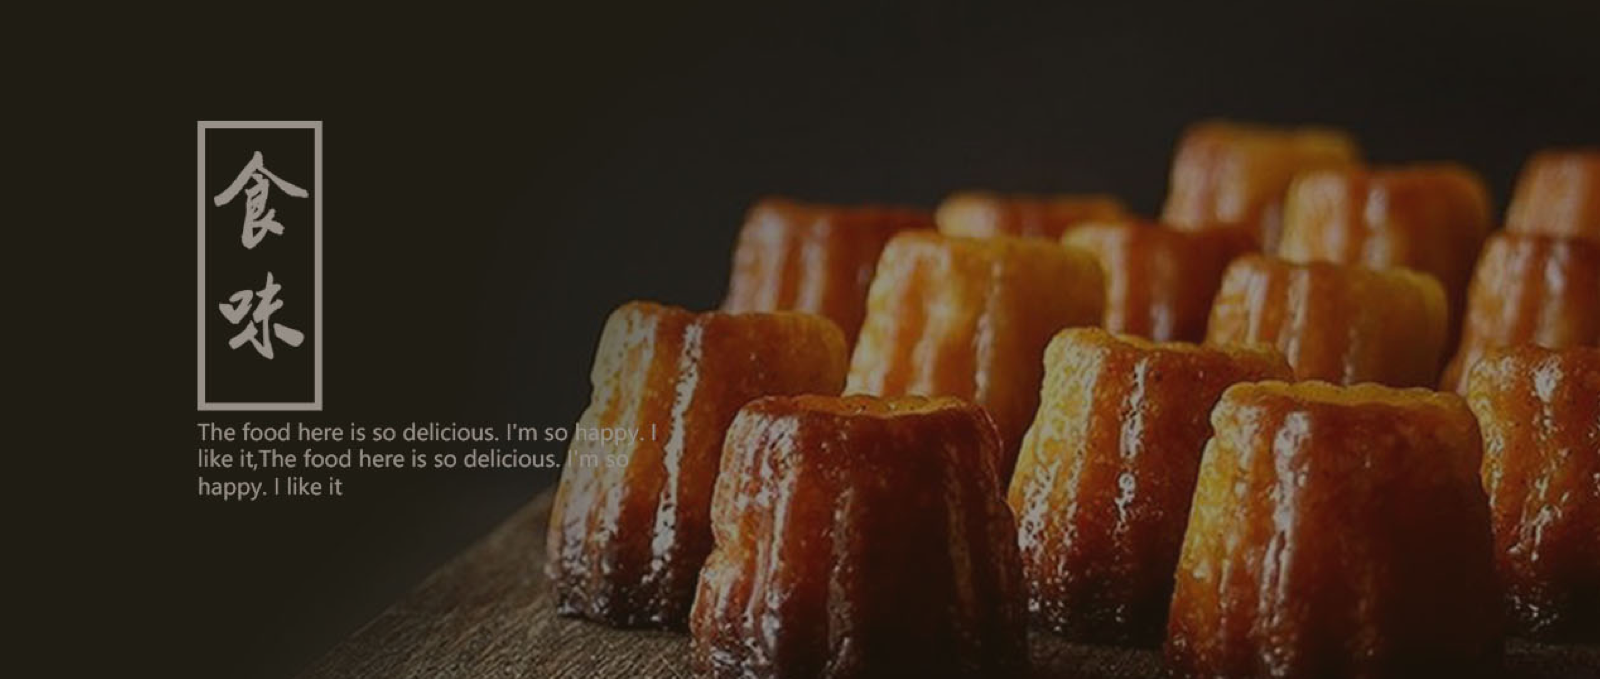 食味
The food here is so delicious. I'm so happy. I
like it,The food here is so delicious. I'm so
happy. I like it